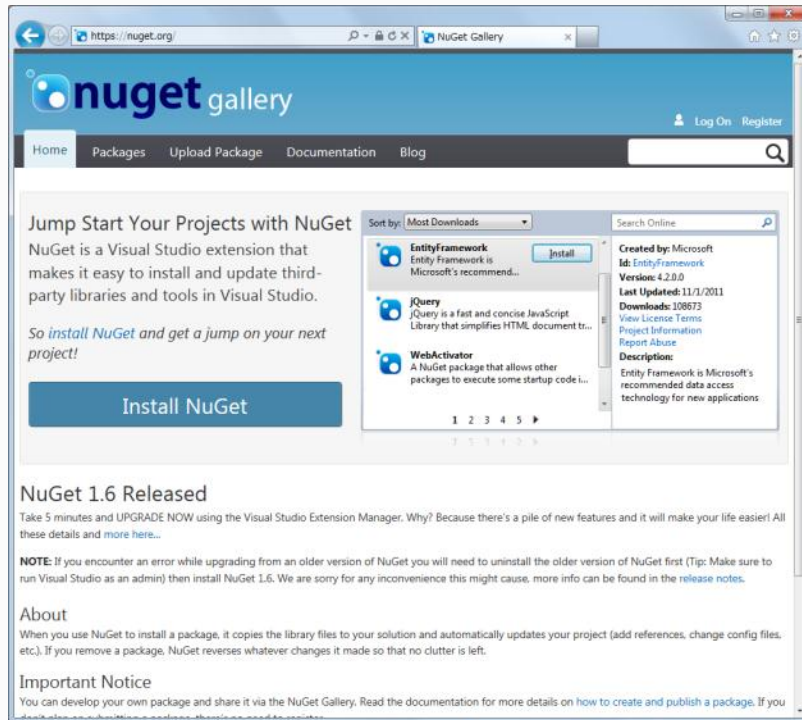 https://nuget.org/
NuGet Gallery
nuget gallery
Log On Register
Home Packages Upload Package Documentation Blog
Jump Start Your Projects with NuGet
NuGet is a Visual Studio extension that
makes it easy to install and update third-
party libraries and tools in Visual Studio.
So install NuGet and get a jump on your next
project!
Install NuGet
Sort by: Most Downloads
EntityFramework
Entity Framework is
Microsoft's recommend...
Install
jQuery
jQuery is a fast and concise JavaScript
Library that simplifies HTML document tr...
WebActivator
A NuGet package that allows other
packages to execute some startup code i...
1 2 3 4 5
Search Online
Created by: Microsoft
Id: EntityFramework
Version: 4.2.0.0
Last Updated: 11/1/2011
Downloads: 108673
View License Terms
Project Information
Report Abuse
Description:
Entity Framework is Microsoft's
recommended data access
technology for new applications
NuGet 1.6 Released
Take 5 minutes and UPGRADE NOW using the Visual Studio Extension Manager. Why? Because there's a pile of new features and it will make your life easier! All
these details and more here...
NOTE: If you encounter an error while upgrading from an older version of NuGet you will need to uninstall the older version of NuGet first (Tip: Make sure to
run Visual Studio as an admin) then install NuGet 1.6. We are sorry for any inconvenience this might cause, more info can be found in the release notes.
About
When you use NuGet to install a package, it copies the library files to your solution and automatically updates your project (add references, change config files,
etc.). If you remove a package, NuGet reverses whatever changes it made so that no clutter is left.
Important Notice
You can develop your own package and share it via the NuGet Gallery. Read the documentation for more details on how to create and publish a package. If you